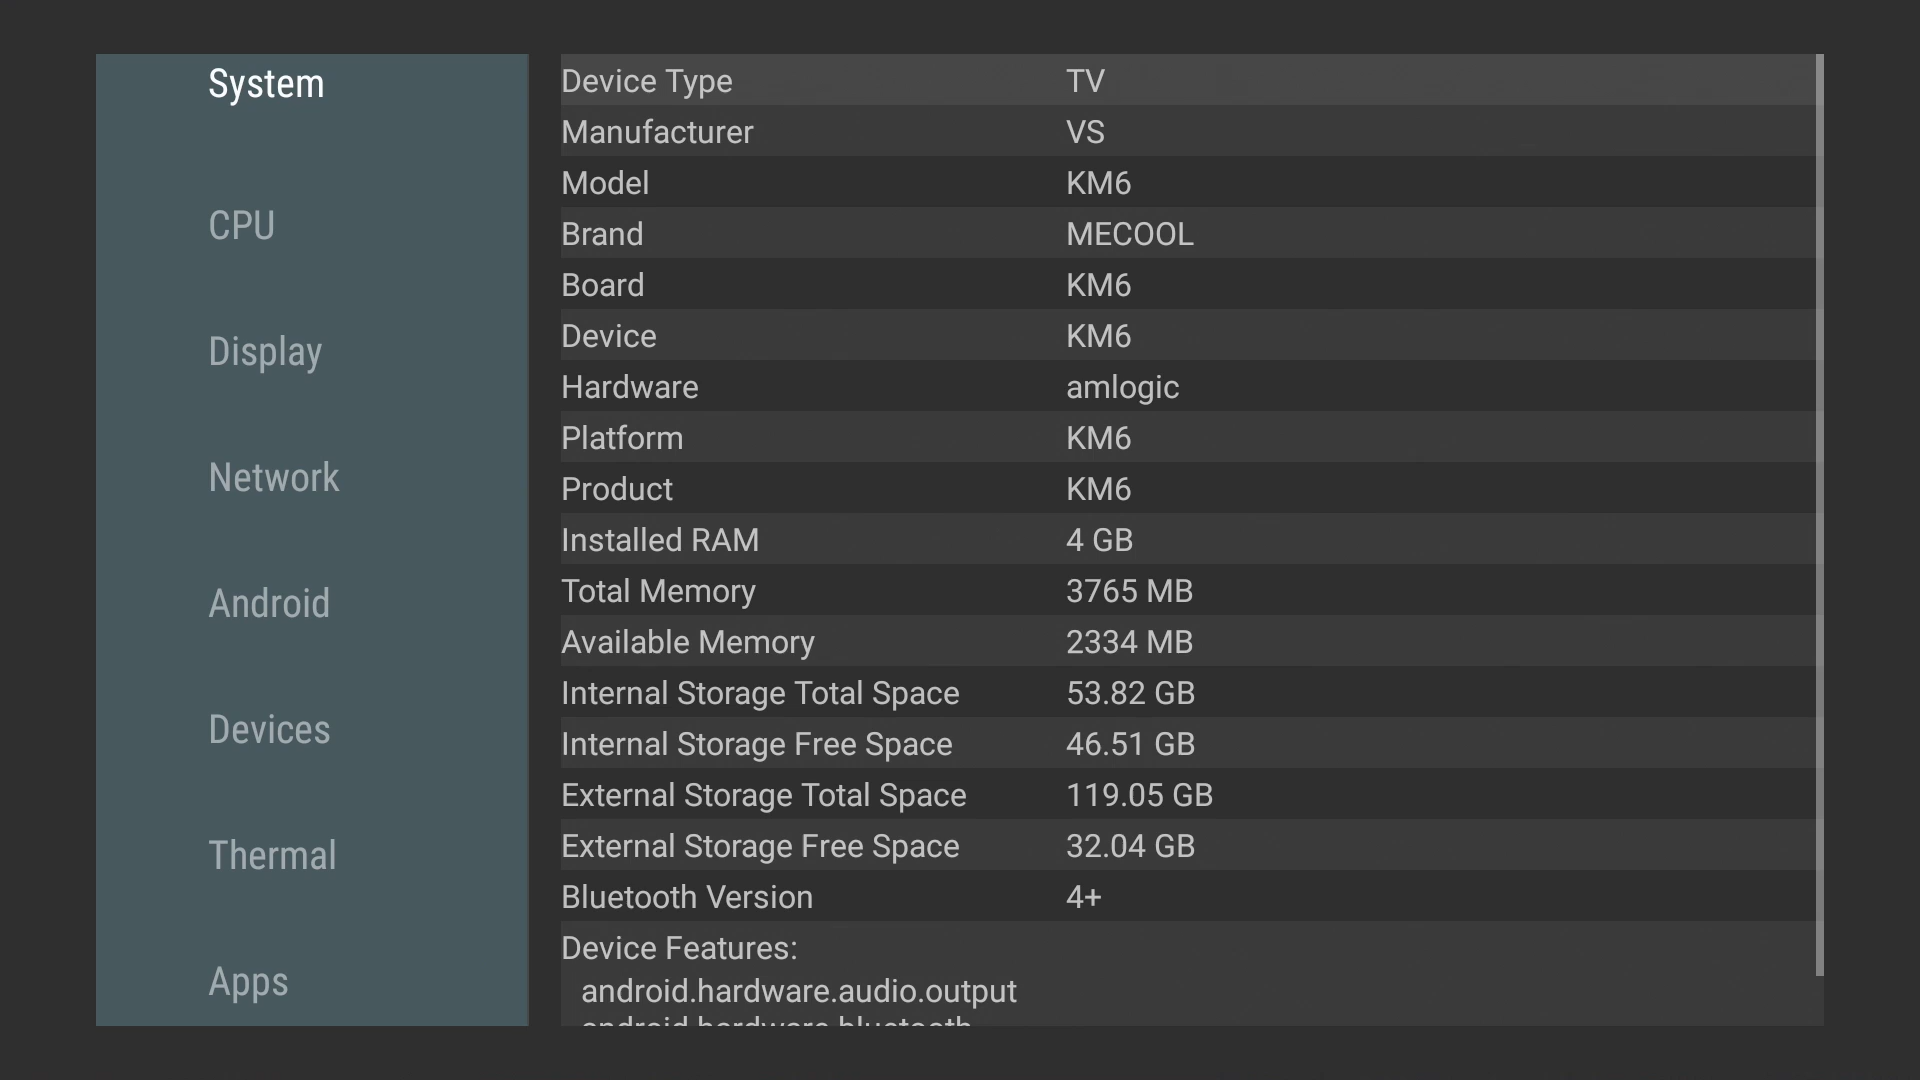 System
CPU
Display
Network
Android
Devices
Thermal
Apps
Device Type TV
Manufacturer VS
Model KM6
Brand MECOOL
Board KM6
Device KM6
Hardware amlogic
Platform KM6
Product KM6
Installed RAM 4 GB
Total Memory 3765 MB
Available Memory 2334 MB
Internal Storage Total Space 53.82 GB
Internal Storage Free Space 46.51 GB
External Storage Total Space 119.05 GB
External Storage Free Space 32.04 GB
Bluetooth Version 4+
Device Features:
android.hardware.audio.output
android.hardware.bluetooth